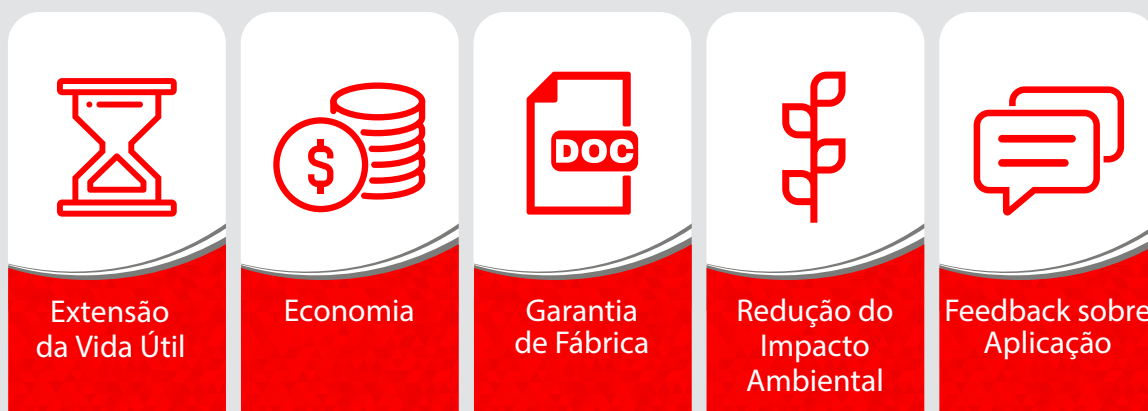 $
DOC
Extensão
da Vida Útil
Economia
Garantia
de Fábrica
Redução do
Impacto
Ambiental
Feedback sobre
Aplicação